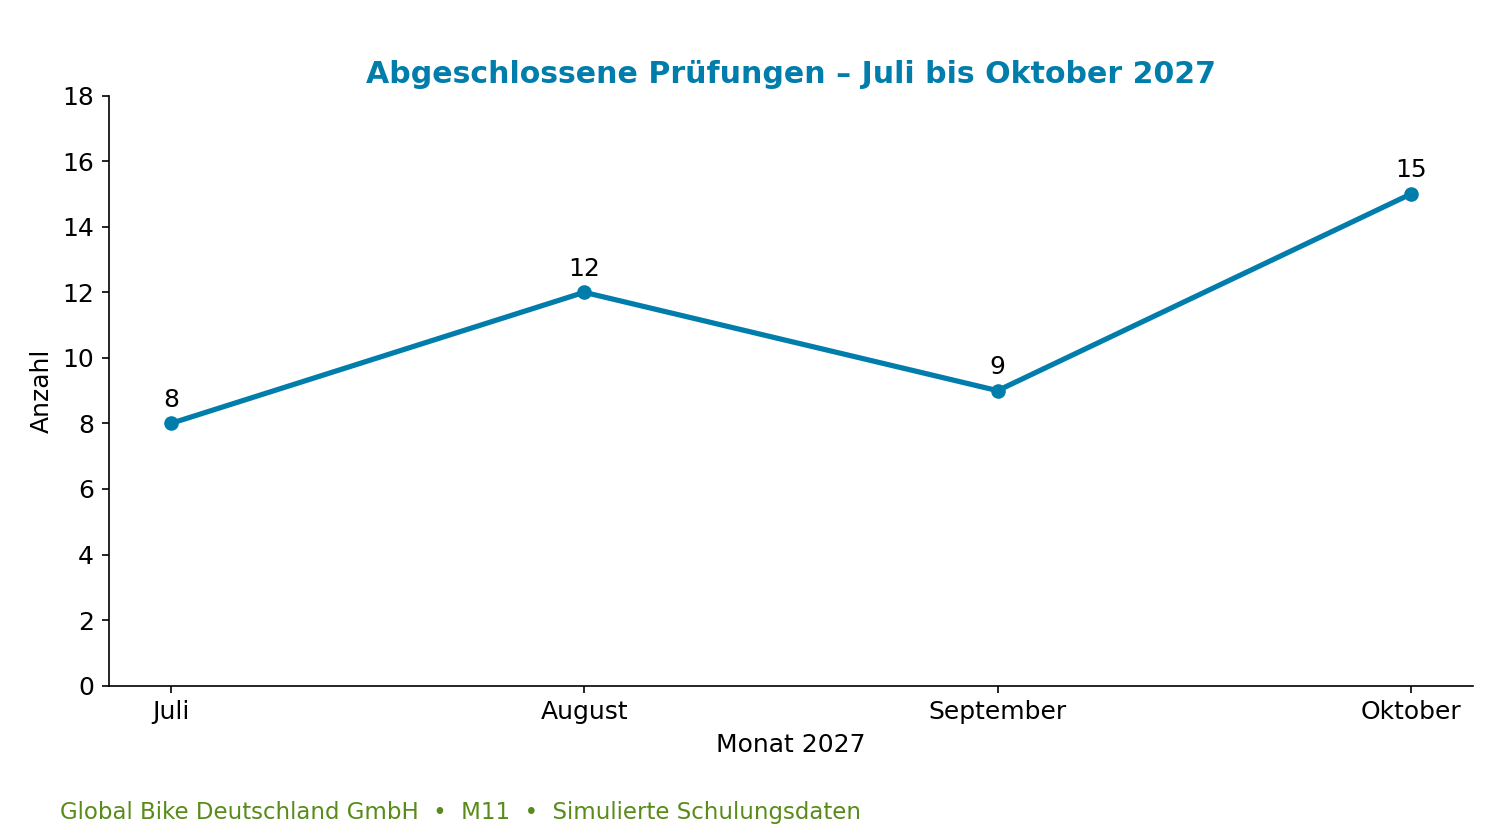 Abgeschlossene Prüfungen – Juli bis Oktober 2027
18
16
14
12
10
8
6
4
2
0
Anzahl
8
12
9
15
Juli August September Oktober
Monat 2027
Global Bike Deutschland GmbH • M11 • Simulierte Schulungsdaten